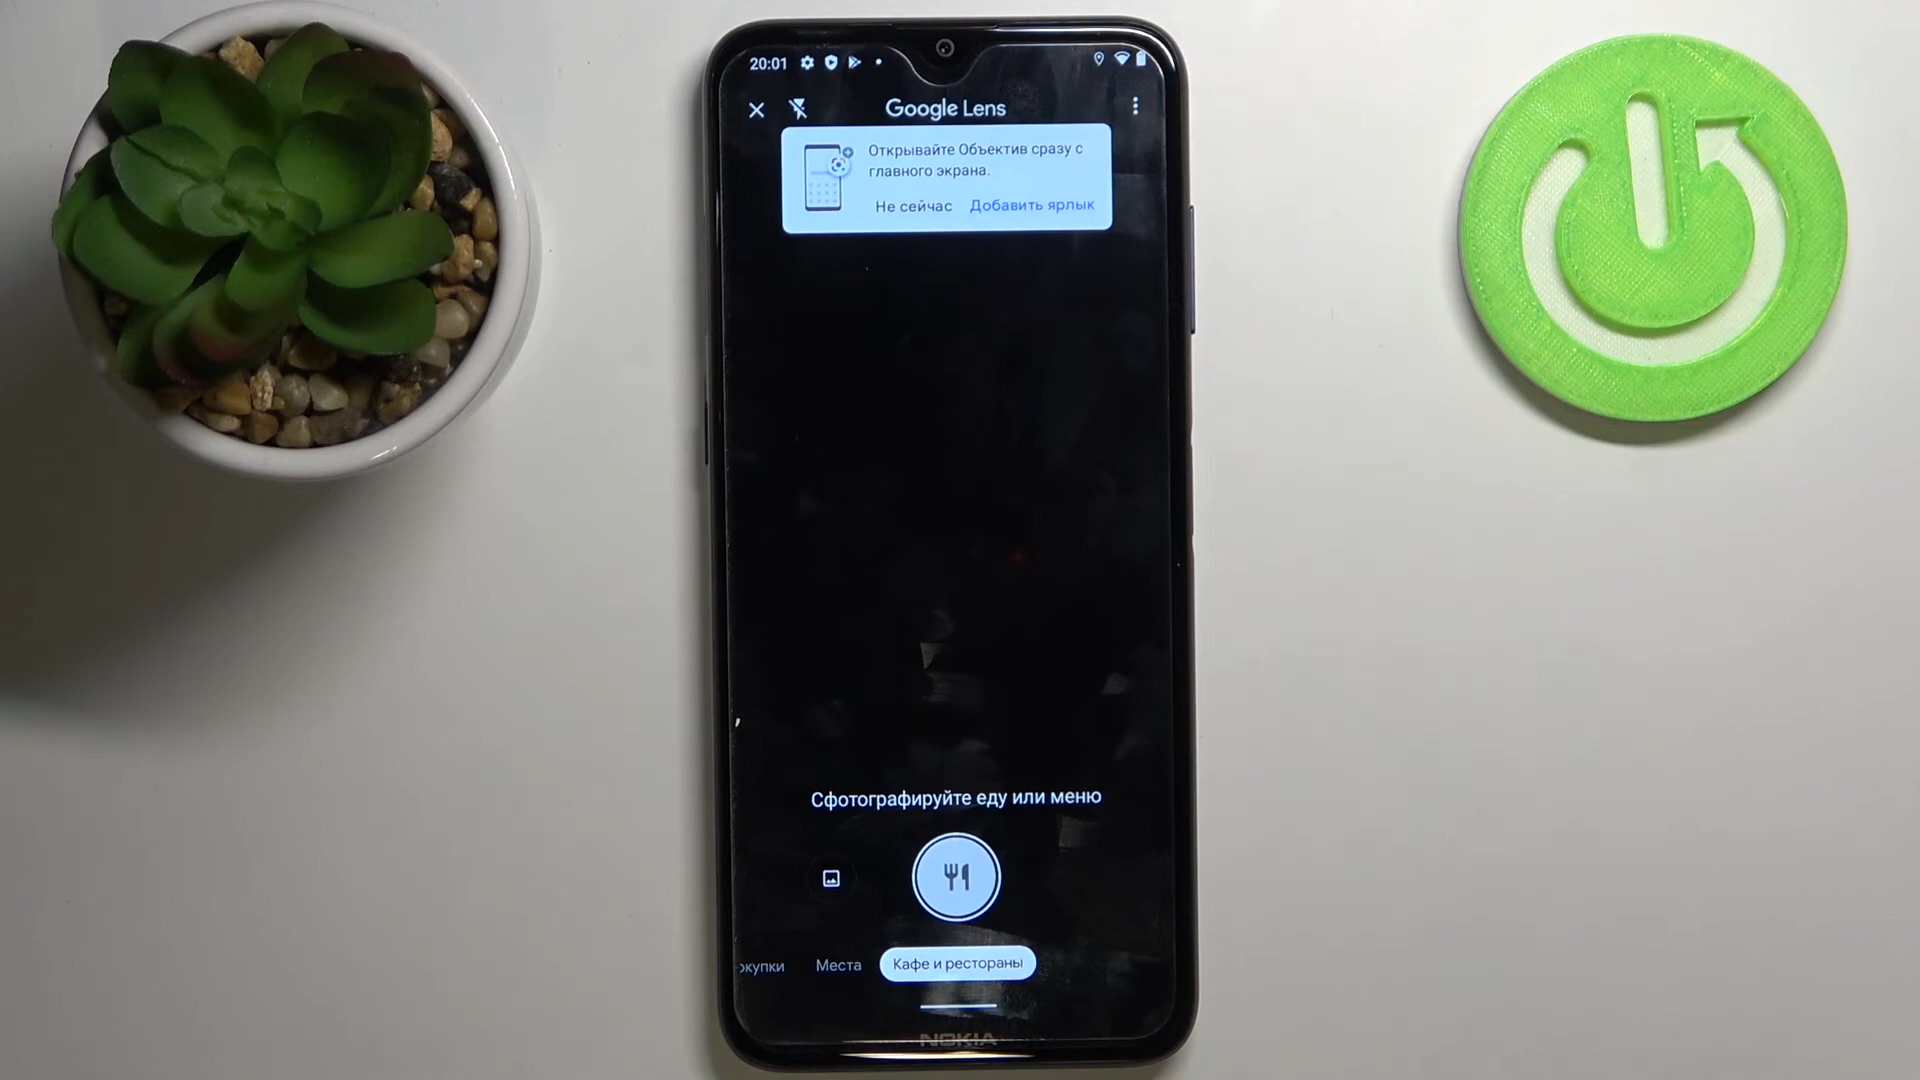 20:01
Google Lens
Открывайте Объектив сразу с
главного экрана.
Не сейчас Добавить ярлык
Сфотографируйте еду или меню
окупки Места Кафе и рестораны
NOKIA